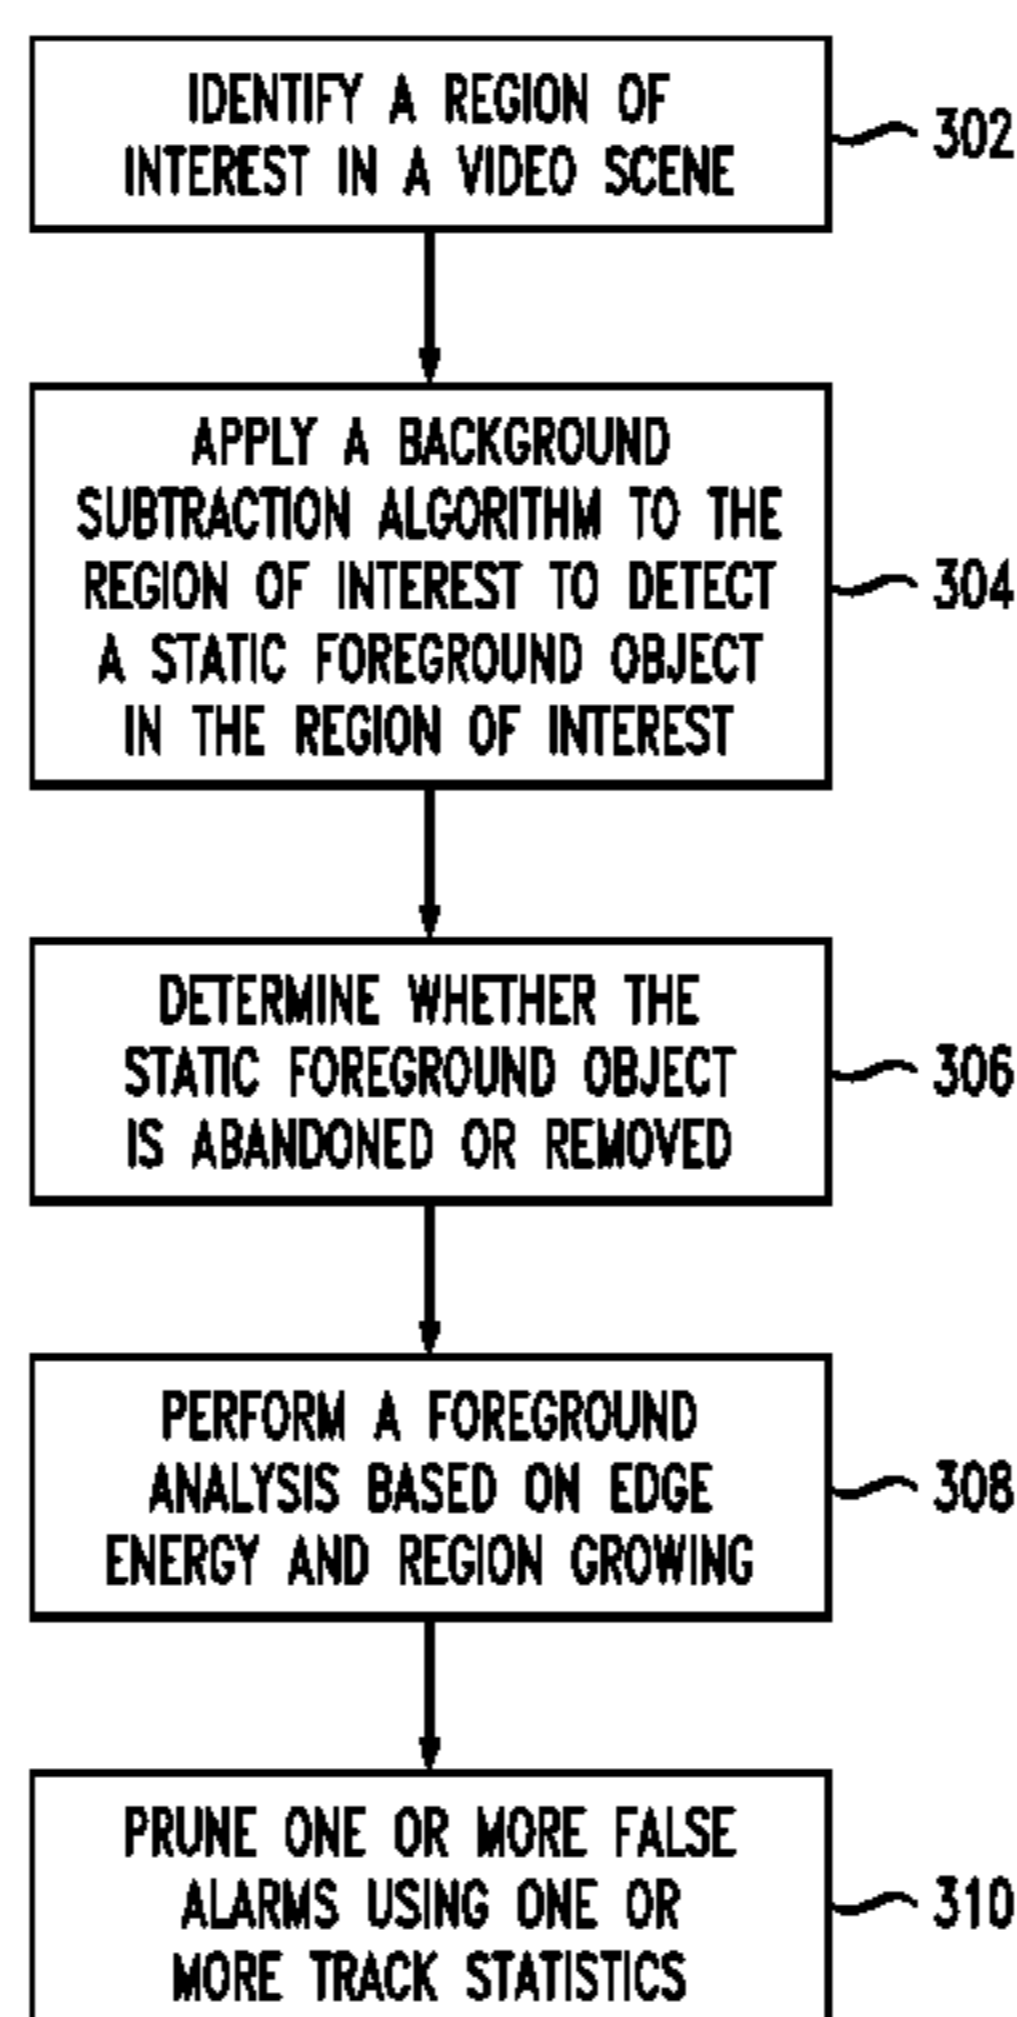 IDENTIFY A REGION OF
INTEREST IN A VIDEO SCENE
302
APPLY A BACKGROUND
SUBTRACTION ALGORITHM TO THE
REGION OF INTEREST TO DETECT
A STATIC FOREGROUND OBJECT
IN THE REGION OF INTEREST
304
DETERMINE WHETHER THE
STATIC FOREGROUND OBJECT
IS ABANDONED OR REMOVED
306
PERFORM A FOREGROUND
ANALYSIS BASED ON EDGE
ENERGY AND REGION GROWING
308
PRUNE ONE OR MORE FALSE
ALARMS USING ONE OR
MORE TRACK STATISTICS
310